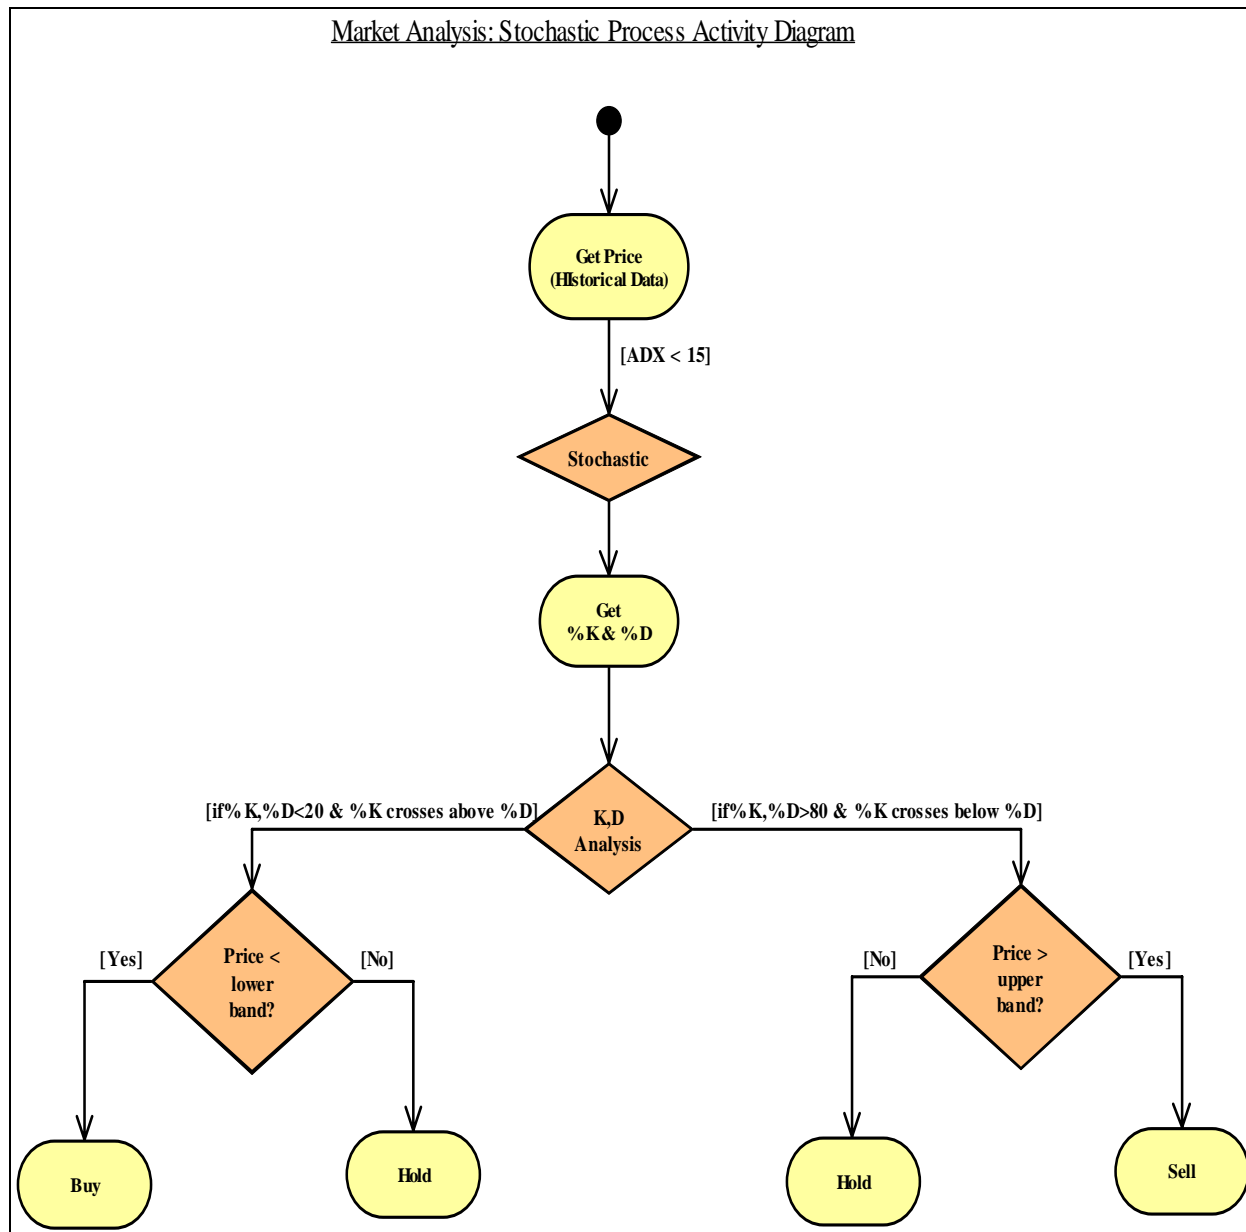 Market Analysis: Stochastic Process Activity Diagram
Get Price
(HIstorical Data)
[ADX < 15]
Stochastic
Get
%K & %D
[if%K,%D<20 & %K crosses above %D]
K,D
Analysis
[if%K,%D>80 & %K crosses below %D]
[Yes]
Price <
lower
band?
[No]
[No]
Price >
upper
band?
[Yes]
Buy
Hold
Hold
Sell